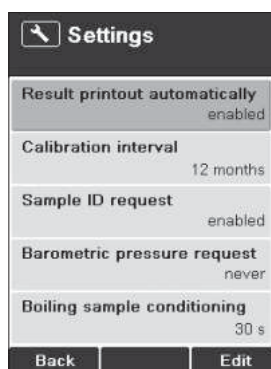 Settings
Result printout automatically
enabled
Calibration interval
12 months
Sample ID request
enabled
Barometric pressure request
never
Boiling sample conditioning
30 s
Back Edit